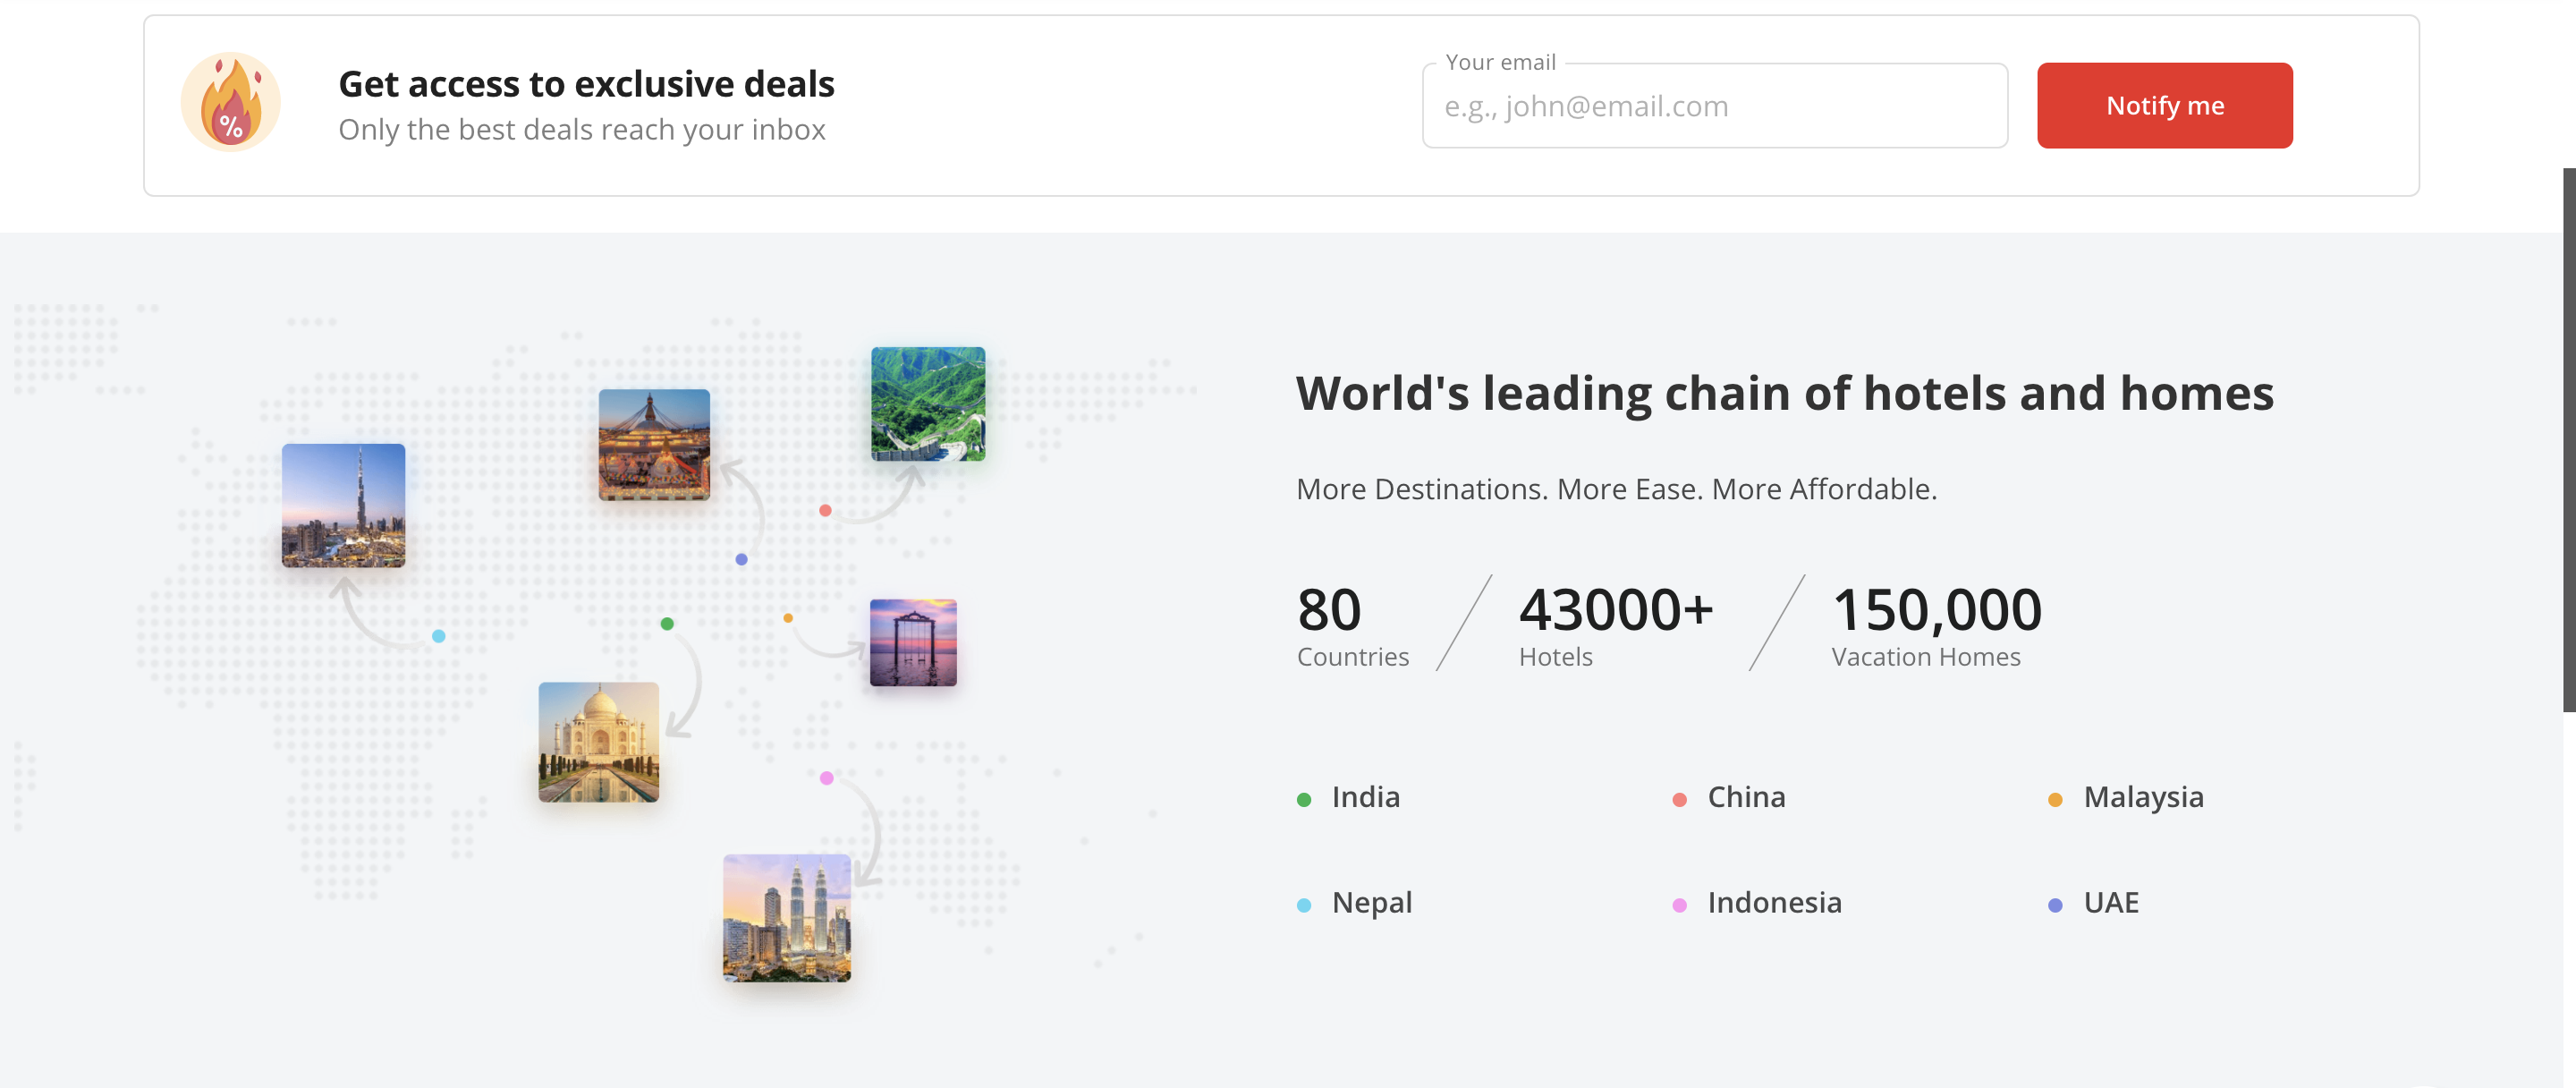 %
Get access to exclusive deals
Only the best deals reach your inbox
Your email
e.g., john@email.com
Notify me
World's leading chain of hotels and homes
More Destinations. More Ease. More Affordable.
80
Countries
43000+
Hotels
150,000
Vacation Homes
India
China
Malaysia
Nepal
Indonesia
UAE